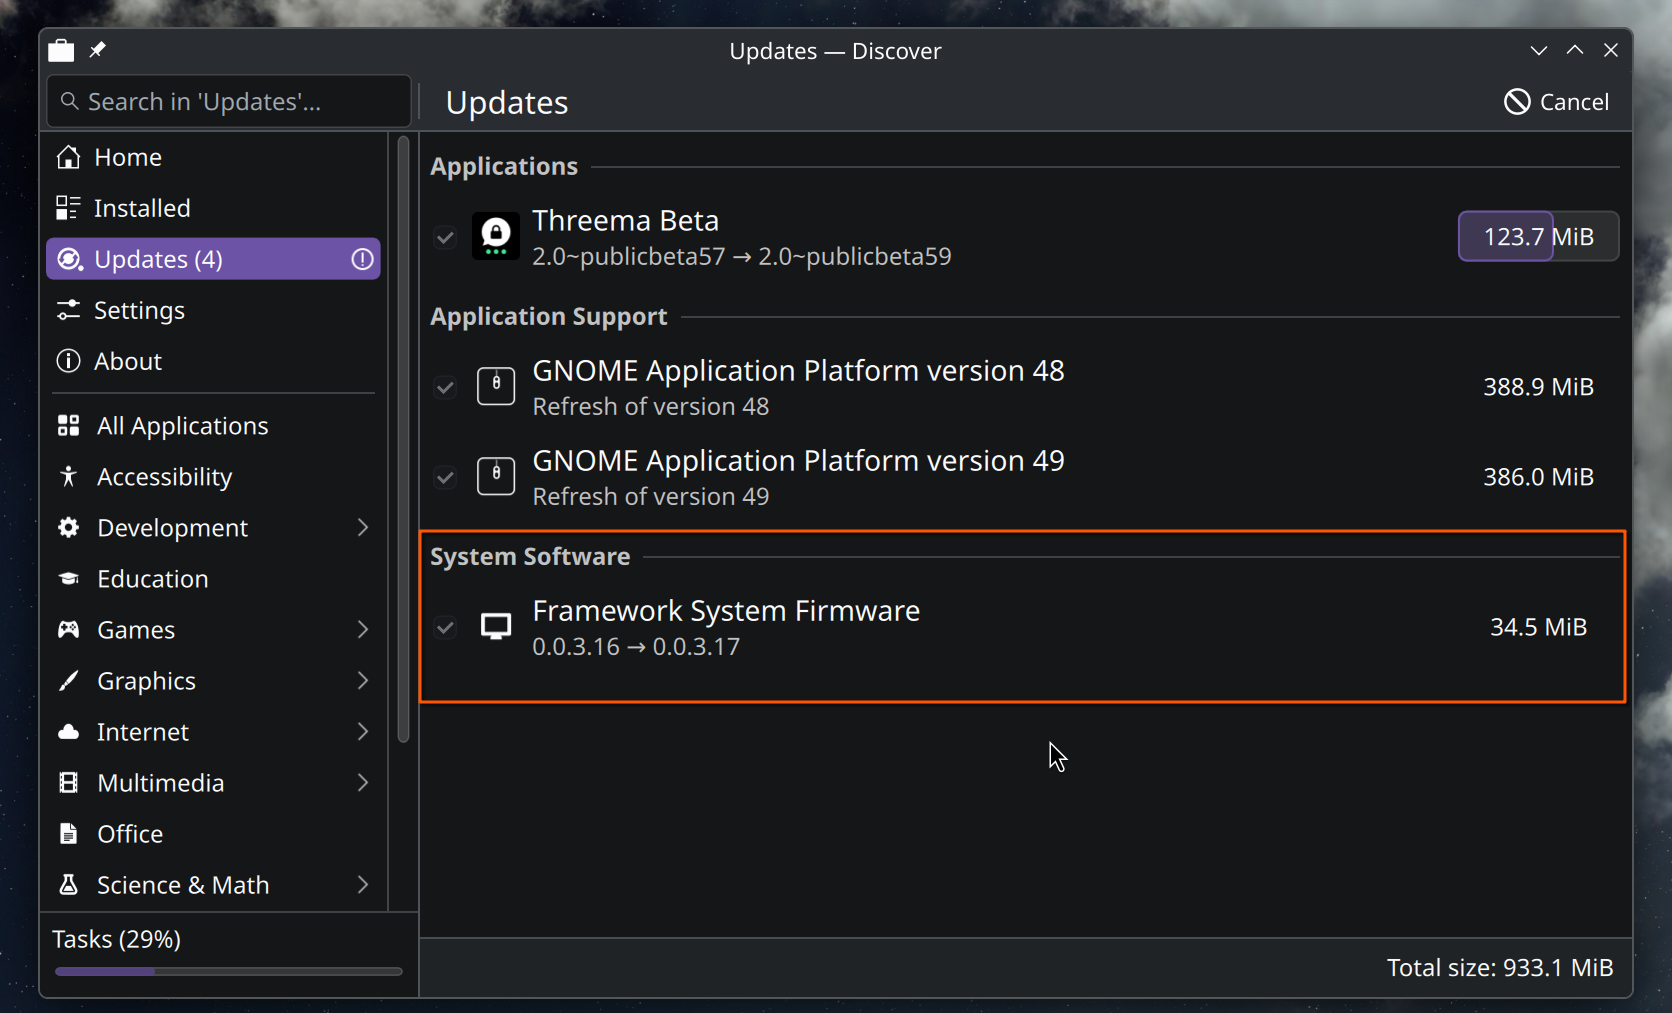 Updates — Discover
Search in 'Updates'...
Updates
Cancel
Home
Installed
Updates (4)
Settings
About
All Applications
Accessibility
Development
Education
Games
Graphics
Internet
Multimedia
Office
Science & Math
Tasks (29%)
Applications
Threema Beta
2.0~publicbeta57 → 2.0~publicbeta59
123.7 MiB
Application Support
GNOME Application Platform version 48
Refresh of version 48
388.9 MiB
GNOME Application Platform version 49
Refresh of version 49
386.0 MiB
System Software
Framework System Firmware
0.0.3.16 → 0.0.3.17
34.5 MiB
Total size: 933.1 MiB